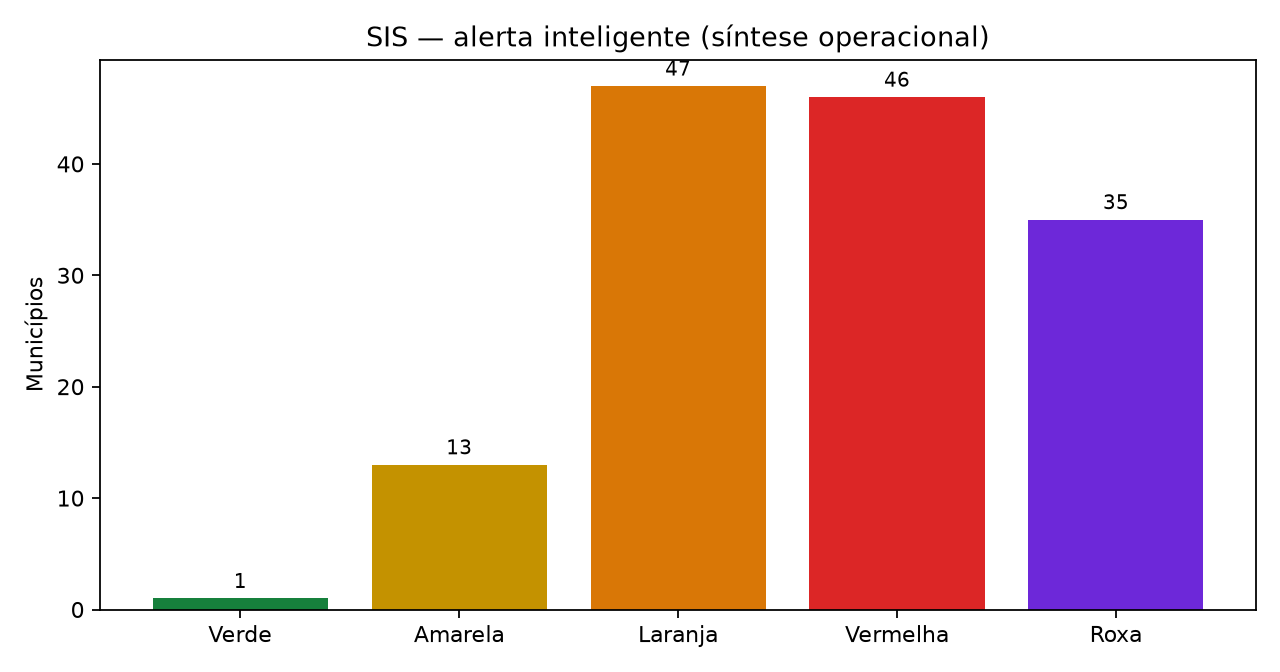 SIS — alerta inteligente (síntese operacional)
Municípios
40
30
20
10
0
1
13
47
46
35
Verde
Amarela
Laranja
Vermelha
Roxa